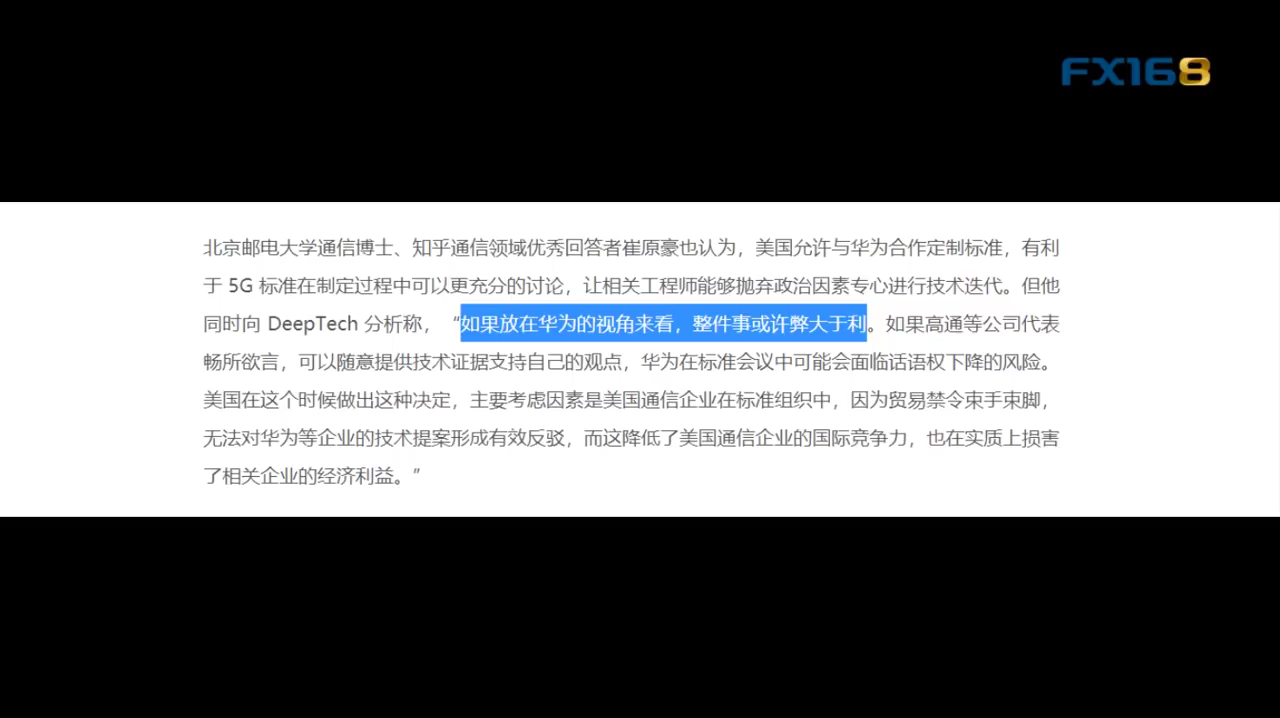 FX168
北京邮电大学通信博士、知乎通信领域优秀回答者崔原豪也认为，美国允许与华为合作定制标准，有利
于 5G 标准在制定过程中可以更充分的讨论，让相关工程师能够抛弃政治因素专心进行技术迭代。但他
同时向 DeepTech 分析称，“如果放在华为的视角来看，整件事或许弊大于利。如果高通等公司代表
畅所欲言，可以随意提供技术证据支持自己的观点，华为在标准会议中可能会面临话语权下降的风险。
美国在这个时候做出这种决定，主要考虑因素是美国通信企业在标准组织中，因为贸易禁令束手束脚，
无法对华为等企业的技术提案形成有效反驳，而这降低了美国通信企业的国际竞争力，也在实质上损害
了相关企业的经济利益。”